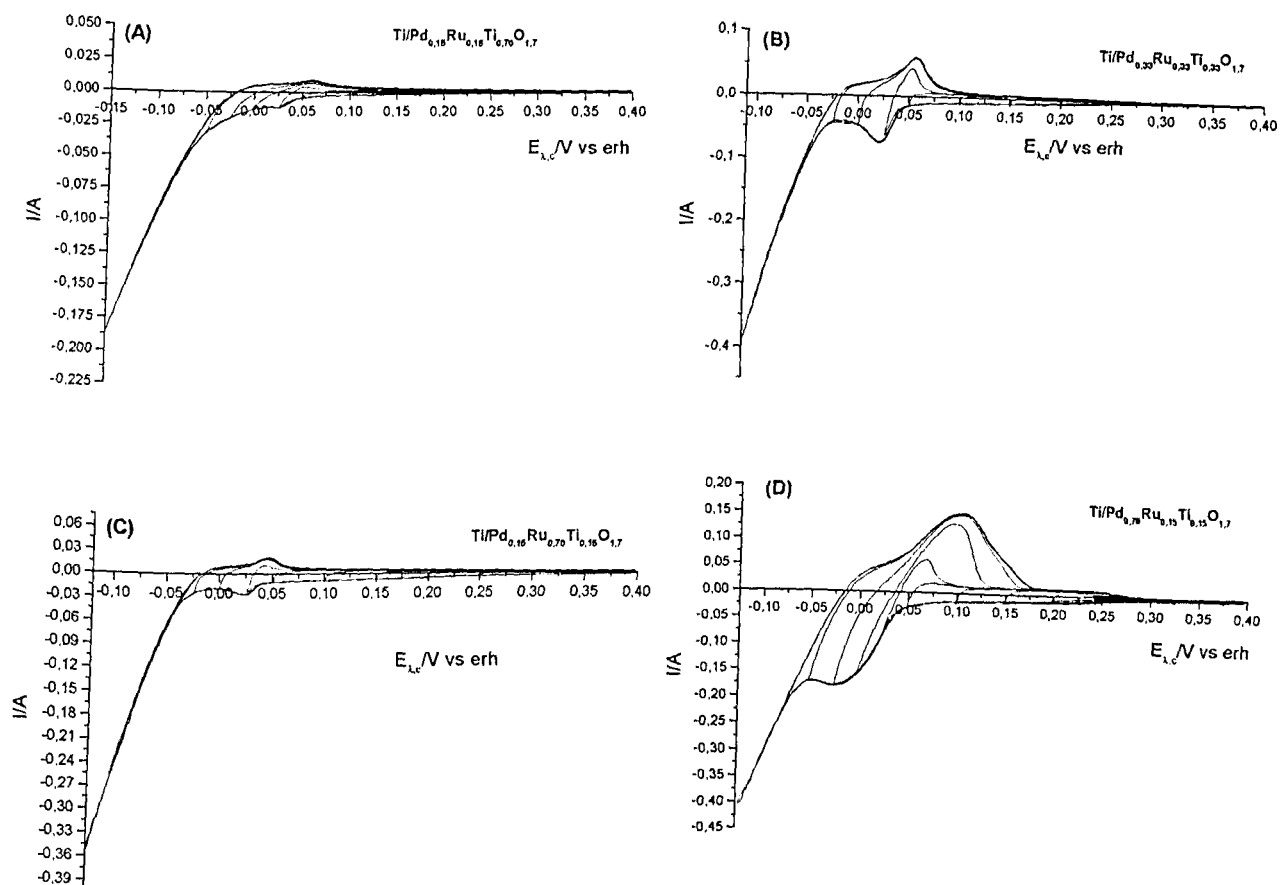 (A)
Ti/Pd0,15Ru0,15Ti0,70O1,7
0,050
0,025
0,000
-0,025
-0,050
-0,075
-0,100
-0,125
-0,150
-0,175
-0,200
-0,225
-0,15 -0,10 -0,05 0,00 0,05 0,10 0,15 0,20 0,25 0,30 0,35 0,40
I/A
Eλ,c/V vs erh
(B)
Ti/Pd0,33Ru0,33Ti0,33O1,7
0,1
0,0
-0,1
-0,2
-0,3
-0,4
-0,10 -0,05 0,00 0,05 0,10 0,15 0,20 0,25 0,30 0,35 0,40
I/A
Eλ,c/V vs erh
(C)
Ti/Pd0,15Ru0,70Ti0,15O1,7
0,06
0,03
0,00
-0,03
-0,06
-0,09
-0,12
-0,15
-0,18
-0,21
-0,24
-0,27
-0,30
-0,33
-0,36
-0,39
-0,10 -0,05 0,00 0,05 0,10 0,15 0,20 0,25 0,30 0,35 0,40
I/A
Eλ,c/V vs erh
(D)
Ti/Pd0,70Ru0,15Ti0,15O1,7
0,20
0,15
0,10
0,05
0,00
-0,05
-0,10
-0,15
-0,20
-0,25
-0,30
-0,35
-0,40
-0,45
-0,10 -0,05 0,00 0,05 0,10 0,15 0,20 0,25 0,30 0,35 0,40
I/A
Eλ,c/V vs erh